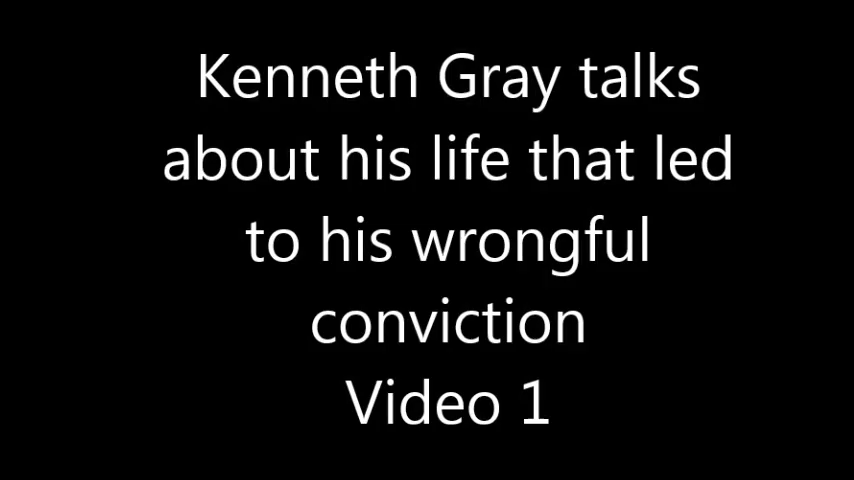 Kenneth Gray talks
about his life that led
to his wrongful
conviction
Video 1